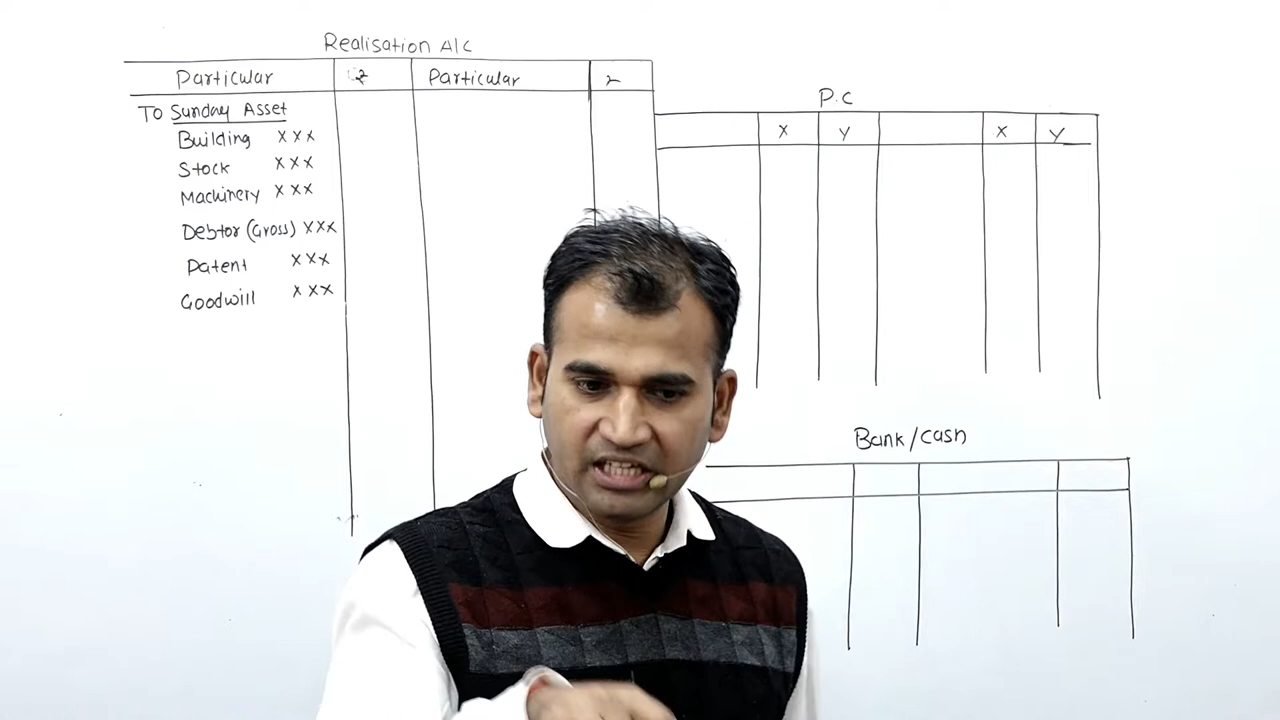 Realisation A/C
Particular ₹ Particular ₹
To Sunday Asset
Building xxx
Stock xxx
Machinery xxx
Debtor (Gross) xxx
Patent xxx
Goodwill xxx
P.C
X Y X Y
Bank/cash